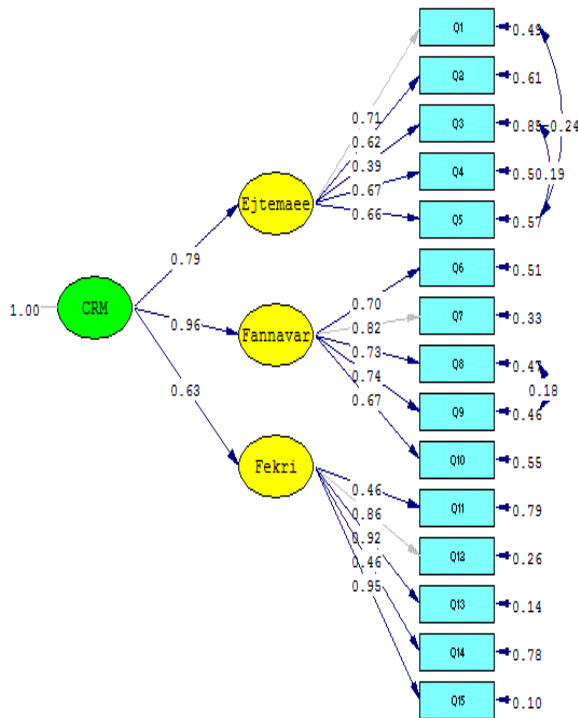 Q1
0.49
Q2
0.61
Q3
0.85
-0.24
Q4
0.50
0.19
Q5
0.57
Q6
0.51
Q7
0.33
Q8
0.47
0.18
Q9
0.46
Q10
0.55
Q11
0.79
Q12
0.26
Q13
0.14
Q14
0.78
Q15
0.10
0.71
0.62
0.39
0.67
0.66
Ejtemaee
0.79
1.00
CRM
0.96
Fannavar
0.70
0.82
0.73
0.74
0.67
0.63
Fekri
0.46
0.86
0.92
0.46
0.95